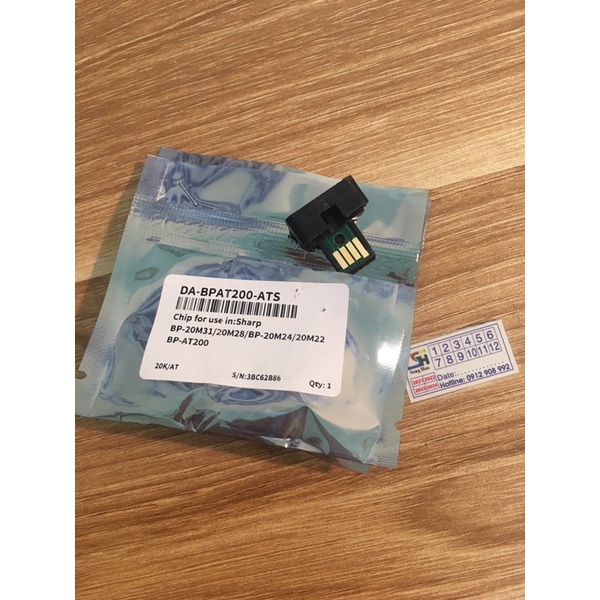 DA-BPAT200-ATS
Chip for use in:Sharp
BP-20M31/20M28/BP-20M24/20M22
BP-AT200
20K/AT
S/N:3BC62B86
Qty: 1
SH
1 2 3 4 5 6
7 8 9 10 11 12
Date:
Hotline: 0912 908 992